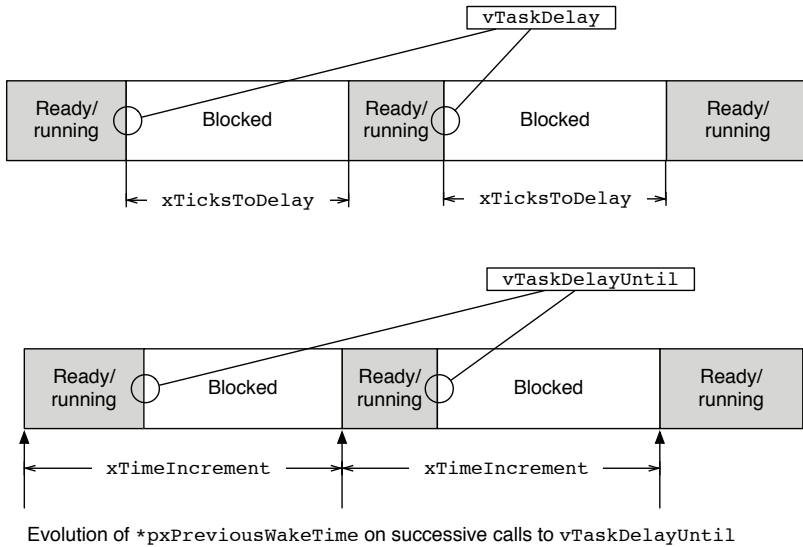 vTaskDelay
Ready/
running
Blocked
Ready/
running
Blocked
Ready/
running
xTicksToDelay
xTicksToDelay
vTaskDelayUntil
Ready/
running
Blocked
Ready/
running
Blocked
Ready/
running
xTimeIncrement
xTimeIncrement
Evolution of *pxPreviousWakeTime on successive calls to vTaskDelayUntil